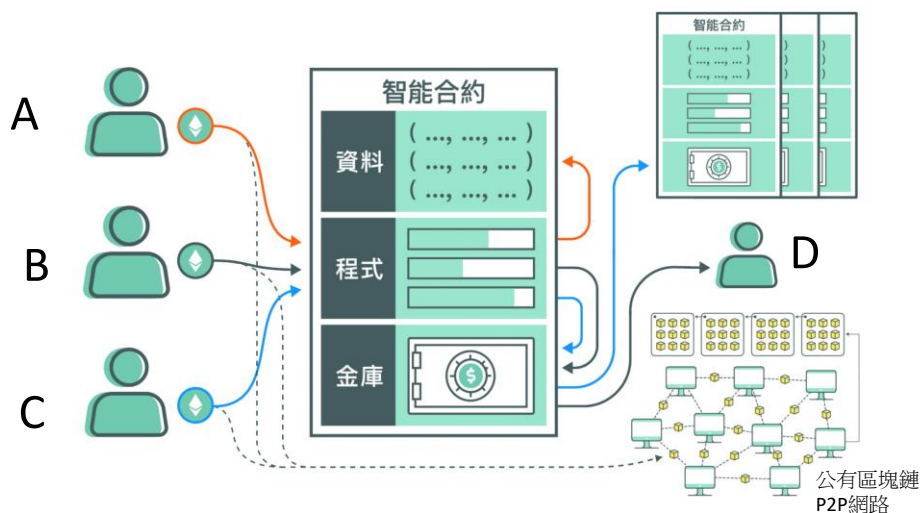 A
B
C
智能合約
資料
( ..., ..., ... )
( ..., ..., ... )
( ..., ..., ... )
程式
金庫
$
智能合約
( ..., ..., ... )
( ..., ..., ... )
( ..., ..., ... )
$
D
公有區塊鏈
P2P網路